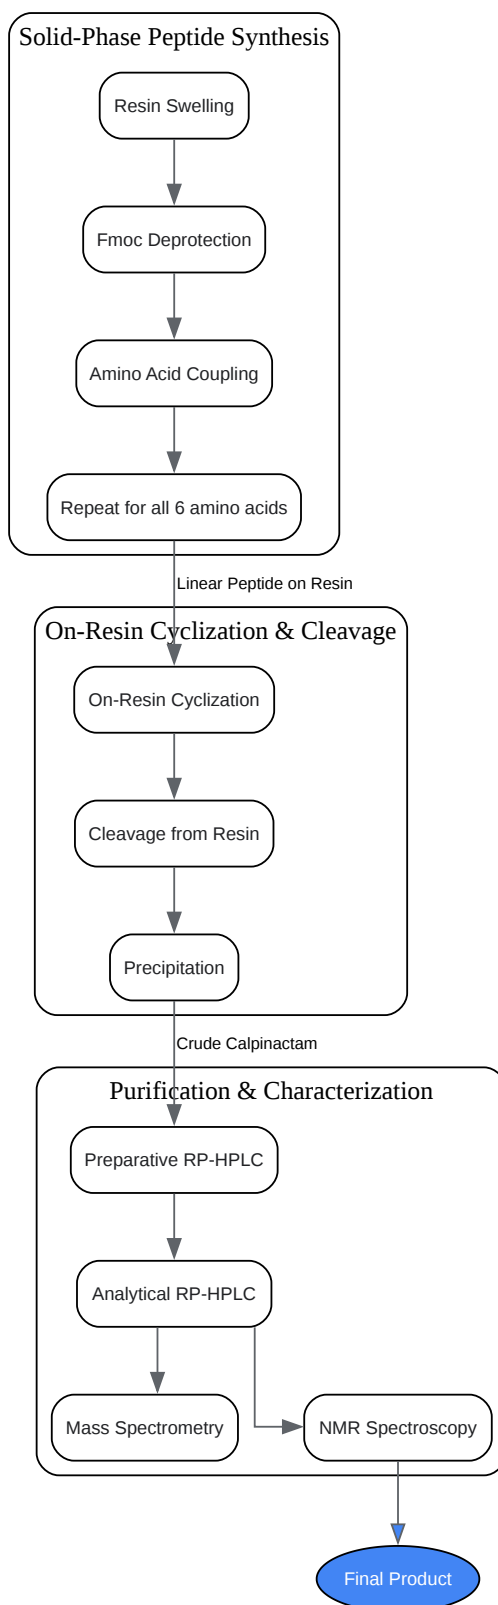 Solid-Phase Peptide Synthesis
Resin Swelling
Fmoc Deprotection
Amino Acid Coupling
Repeat for all 6 amino acids
Linear Peptide on Resin
On-Resin Cyclization & Cleavage
On-Resin Cyclization
Cleavage from Resin
Precipitation
Crude Calpinactam
Purification & Characterization
Preparative RP-HPLC
Analytical RP-HPLC
Mass Spectrometry
NMR Spectroscopy
Final Product